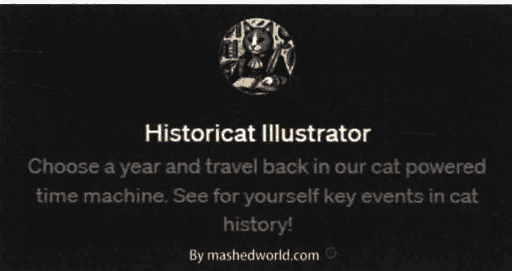 Historicat Illustrator
Choose a year and travel back in our cat powered
time machine. See for yourself key events in cat
history!
By mashedworld.com